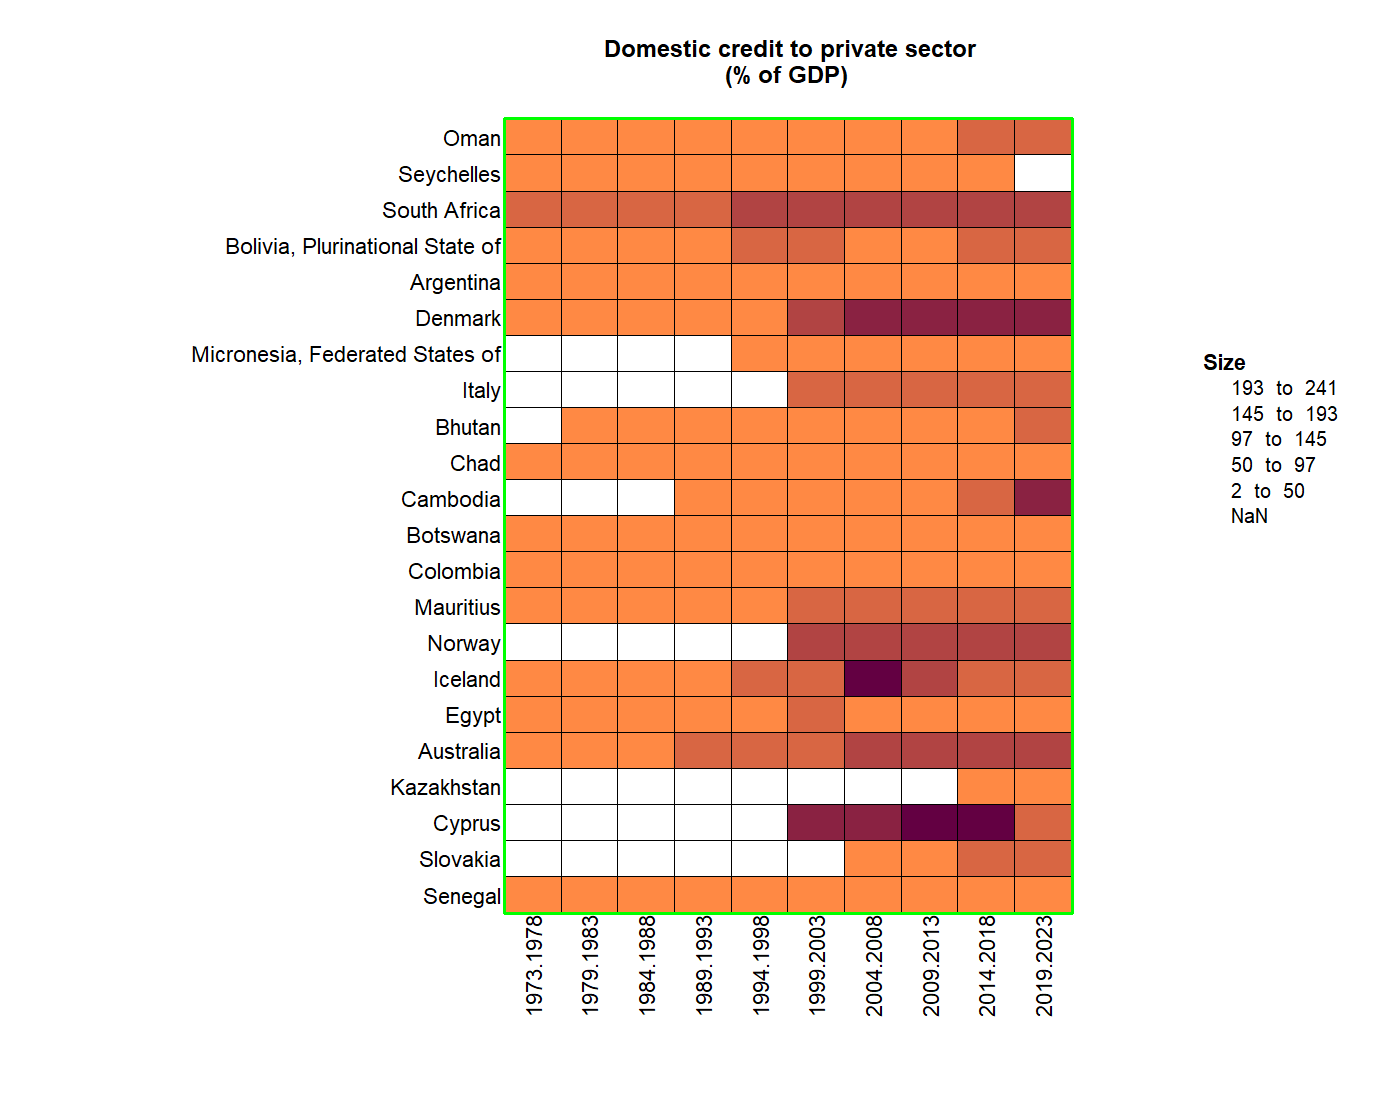 Domestic credit to private sector
(% of GDP)
Oman
Seychelles
South Africa
Bolivia, Plurinational State of
Argentina
Denmark
Micronesia, Federated States of
Italy
Bhutan
Chad
Cambodia
Botswana
Colombia
Mauritius
Norway
Iceland
Egypt
Australia
Kazakhstan
Cyprus
Slovakia
Senegal
1973.1978
1979.1983
1984.1988
1989.1993
1994.1998
1999.2003
2004.2008
2009.2013
2014.2018
2019.2023
Size
193 to 241
145 to 193
97 to 145
50 to 97
2 to 50
NaN